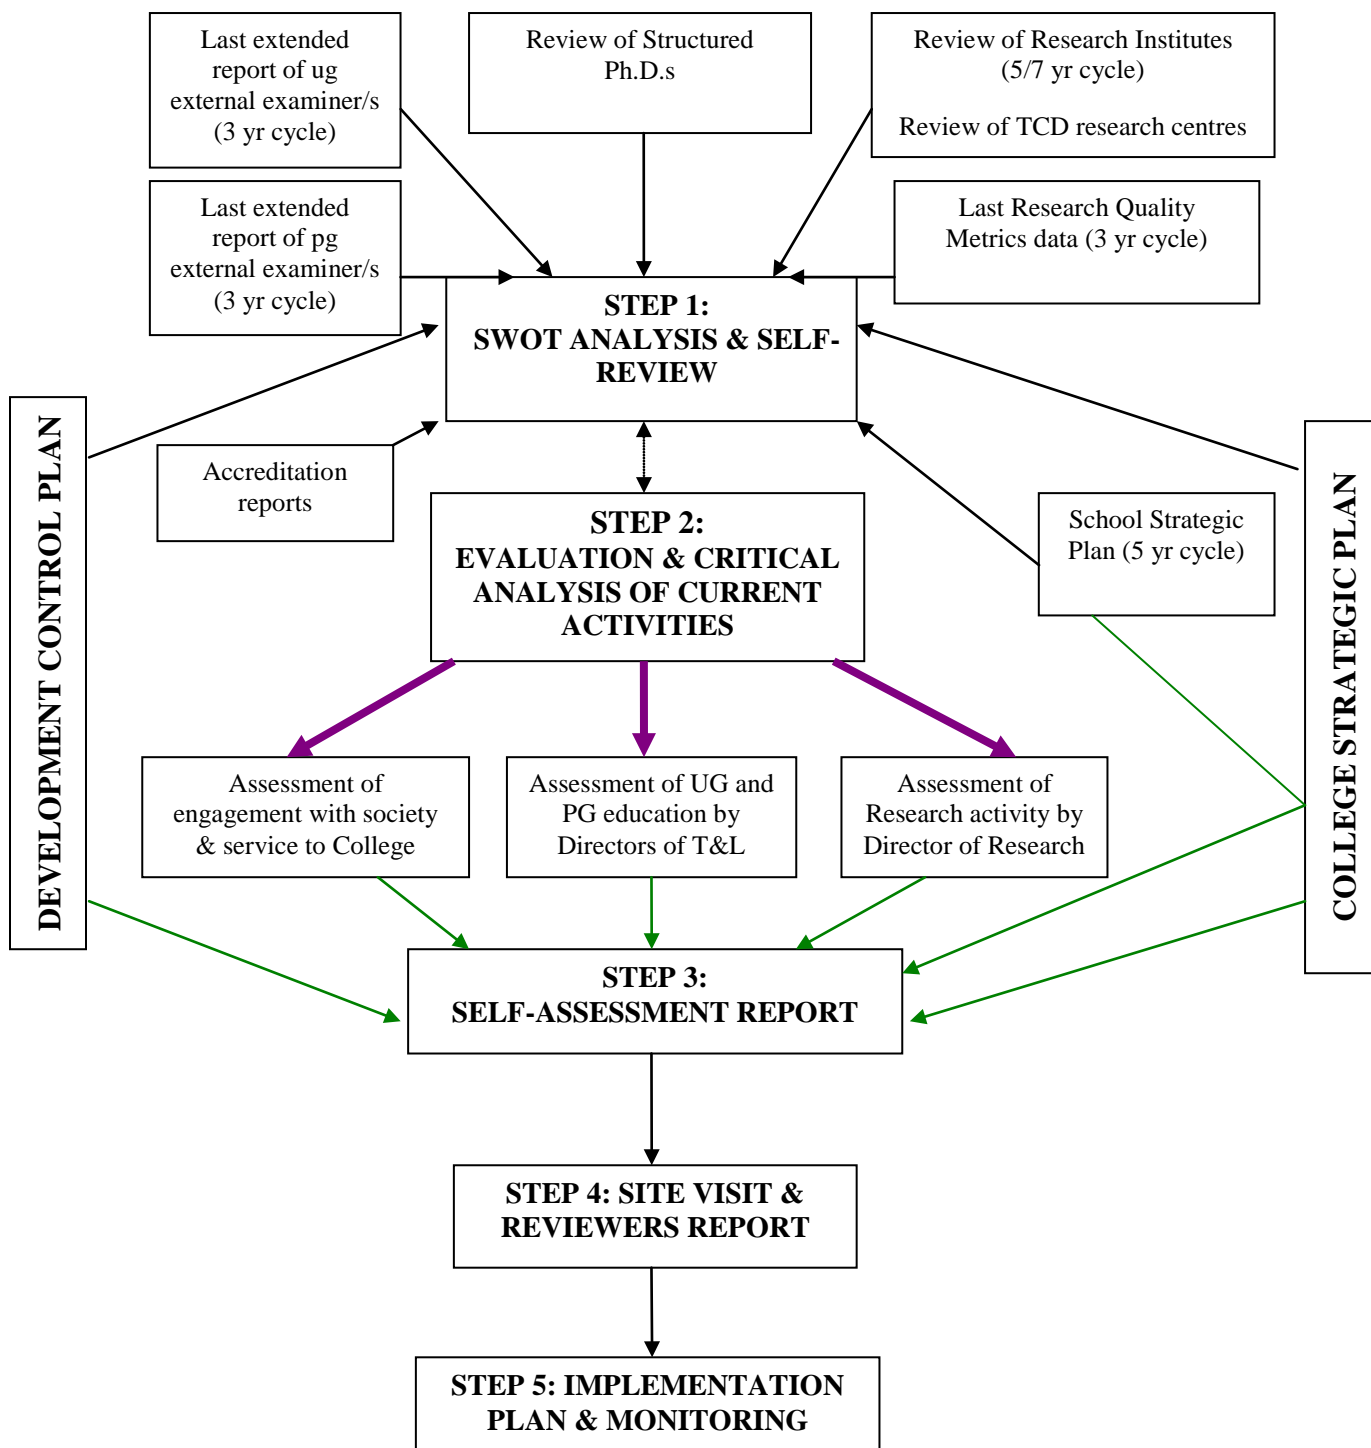 Last extended
report of ug
external examiner/s
(3 yr cycle)
Review of Structured
Ph.D.s
Review of Research Institutes
(5/7 yr cycle)
Review of TCD research centres
Last extended
report of pg
external examiner/s
(3 yr cycle)
Last Research Quality
Metrics data (3 yr cycle)
STEP 1:
SWOT ANALYSIS & SELF-
REVIEW
DEVELOPMENT CONTROL PLAN
Accreditation
reports
STEP 2:
EVALUATION & CRITICAL
ANALYSIS OF CURRENT
ACTIVITIES
School Strategic
Plan (5 yr cycle)
COLLEGE STRATEGIC PLAN
Assessment of
engagement with society
& service to College
Assessment of UG and
PG education by
Directors of T&L
Assessment of
Research activity by
Director of Research
STEP 3:
SELF-ASSESSMENT REPORT
STEP 4: SITE VISIT &
REVIEWERS REPORT
STEP 5: IMPLEMENTATION
PLAN & MONITORING